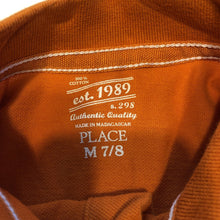 100%
COTTON
est. 1989
s. 298
Authentic Quality
MADE IN MADAGASCAR
PLACE
M 7/8